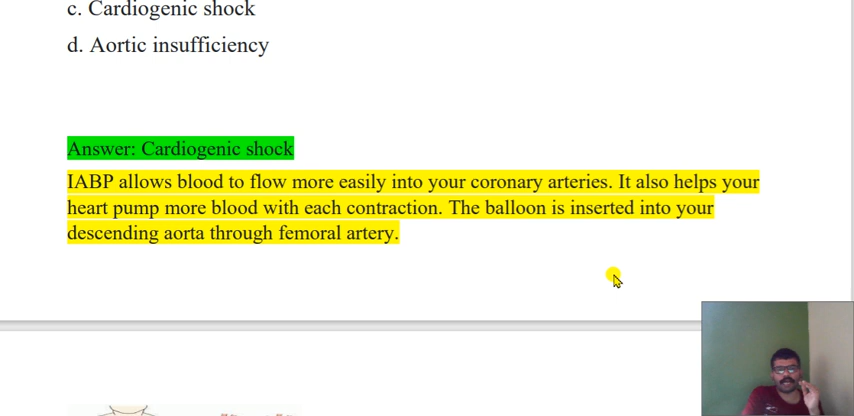 c. Cardiogenic shock
d. Aortic insufficiency
Answer: Cardiogenic shock
IABP allows blood to flow more easily into your coronary arteries. It also helps your
heart pump more blood with each contraction. The balloon is inserted into your
descending aorta through femoral artery.